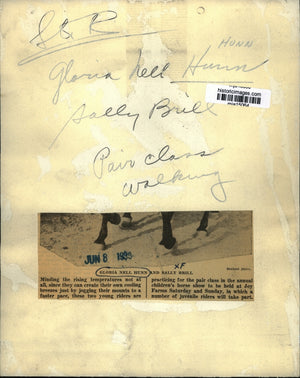 L & R
HUNN
Gloria Nell Hunn
historicimages.com
Sally Brill
Pair class
walking
JUN 8 1938
GLORIA NELL HUNN AND SALLY BRILL
Minding the rising temperatures not at
all, since they can create their own cooling
breezes just by jogging their mounts to a
faster pace, these two young riders are
practicing for the pair class in the annual
children's horse show to be held at Joy
Farms Saturday and Sunday, in which a
number of juvenile riders will take part.